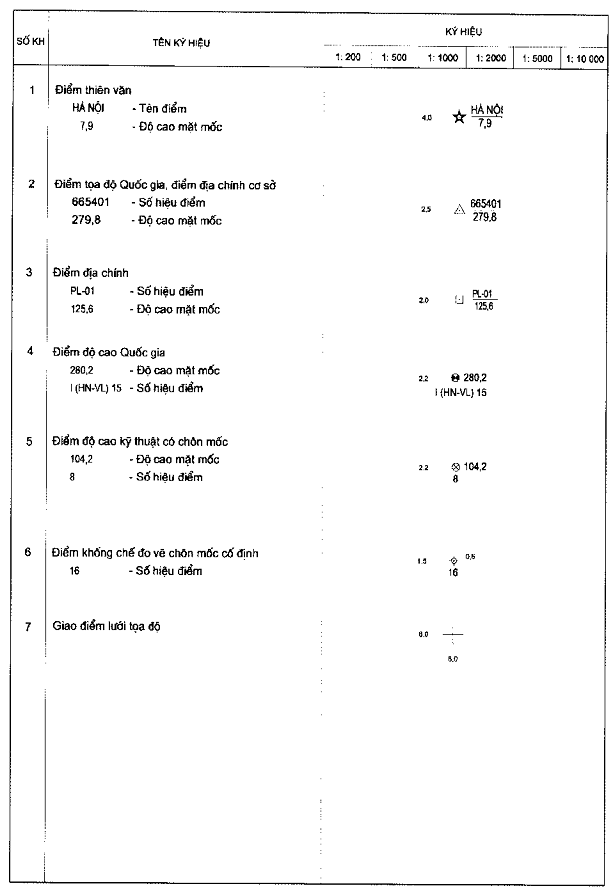 SỐ KH TÊN KÝ HIỆU KÝ HIỆU
1: 200 1: 500 1: 1000 1: 2000 1: 5000 1: 10 000
1 Điểm thiên văn
HÀ NỘI - Tên điểm
7,9 - Độ cao mặt mốc
4,0 HÀ NỘI
7,9
2 Điểm tọa độ Quốc gia, điểm địa chính cơ sở
665401 - Số hiệu điểm
279,8 - Độ cao mặt mốc
2,5 665401
279,8
3 Điểm địa chính
PL-01 - Số hiệu điểm
125,6 - Độ cao mặt mốc
2.0 PL-01
125,6
4 Điểm độ cao Quốc gia
280,2 - Độ cao mặt mốc
I (HN-VL) 15 - Số hiệu điểm
2,2 280,2
I (HN-VL) 15
5 Điểm độ cao kỹ thuật có chôn mốc
104,2 - Độ cao mặt mốc
8 - Số hiệu điểm
2.2 104,2
8
6 Điểm khống chế đo vẽ chôn mốc cố định
16 - Số hiệu điểm
1.5
16
7 Giao điểm lưới tọa độ